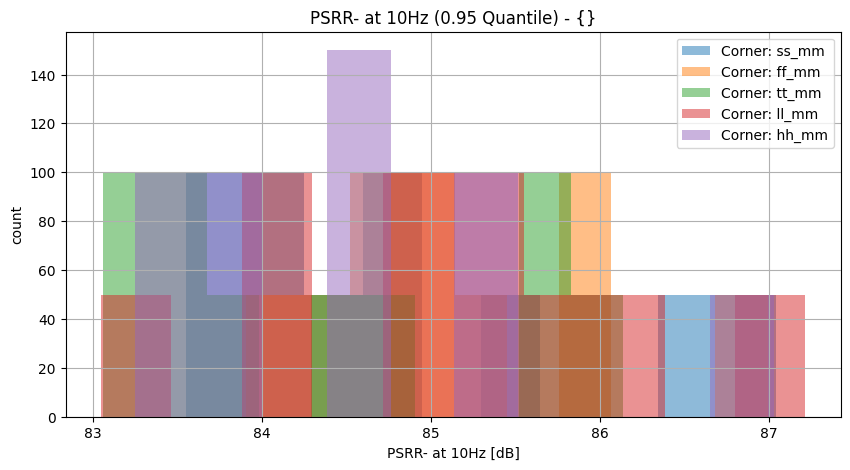 PSRR- at 10Hz (0.95 Quantile) - {}
Corner: ss_mm
Corner: ff_mm
Corner: tt_mm
Corner: ll_mm
Corner: hh_mm
140
120
100
80
60
40
20
0
count
83
84
85
86
87
PSRR- at 10Hz [dB]